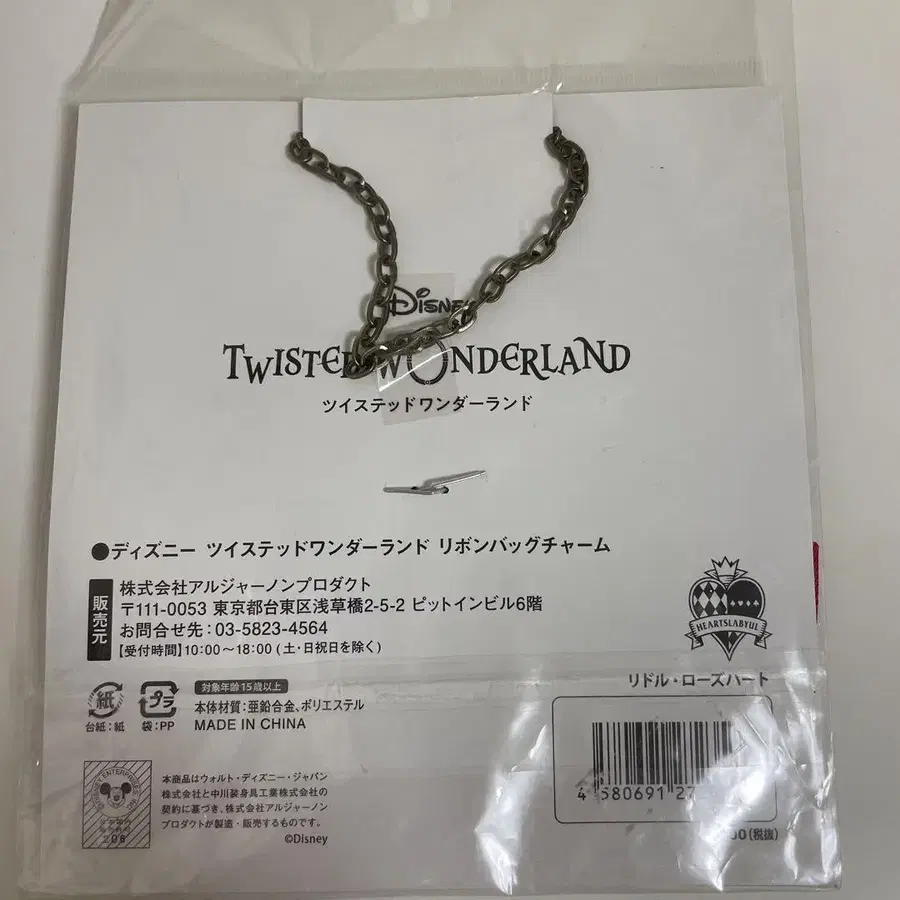 Disney
TWISTED WONDERLAND
ツイステッドワンダーランド
●ディズニー ツイステッドワンダーランド リボンバッグチャーム
販売元
株式会社アルジャーノンプロダクト
〒111-0053 東京都台東区浅草橋2-5-2 ピットインビル6階
お問合せ先:03-5823-4564
【受付時間】10:00~18:00 (土・日祝日を除く)
HEARTSLABYUL
リドル・ローズハート
紙
台紙:紙
プラ
袋:PP
対象年齢15歳以上
本体材質:亜鉛合金、ポリエステル
MADE IN CHINA
本商品はウォルト・ディズニー・ジャパン
株式会社と中川装身具工業株式会社の
契約に基づき、株式会社アルジャーノン
プロダクトが製造・販売するものです。
©Disney
4 580691 27
00(税抜)